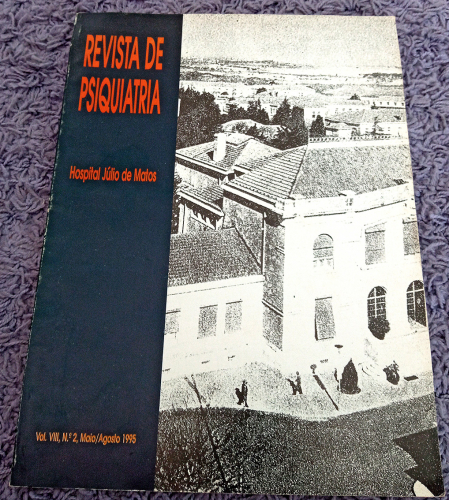 REVISTA DE
PSIQUIATRIA
Hospital Júlio de Matos
Vol. VIII, N.º 2, Maio/Agosto 1995